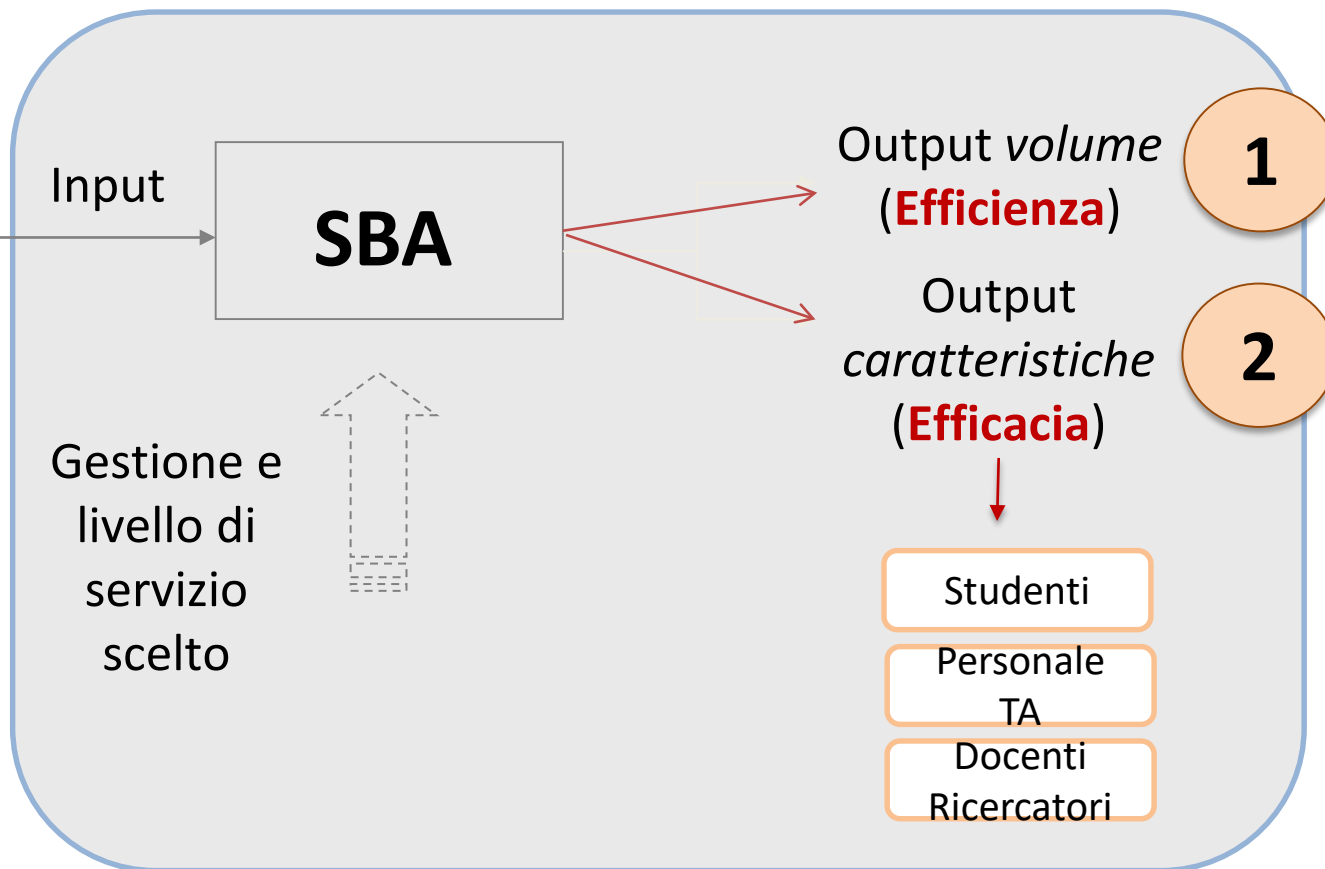 Input
SBA
Output volume
(Efficienza)
1
Output
caratteristiche
(Efficacia)
2
Gestione e
livello di
servizio
scelto
Studenti
Personale
TA
Docenti
Ricercatori